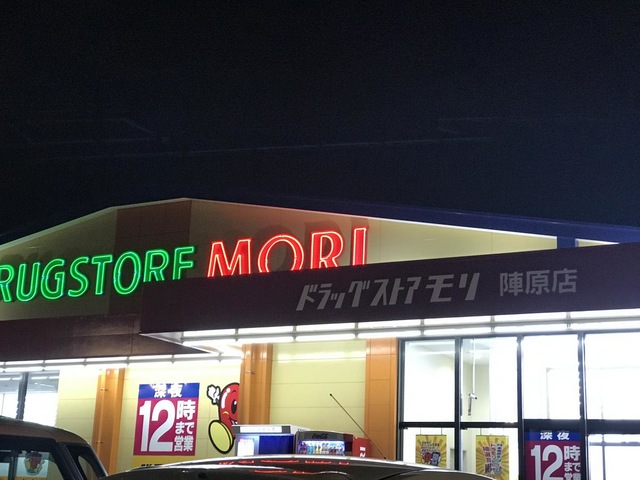 RUGSTORE MORI
ドラッグストアモリ 陣原店
深夜
12時まで営業
深夜
12時まで営業